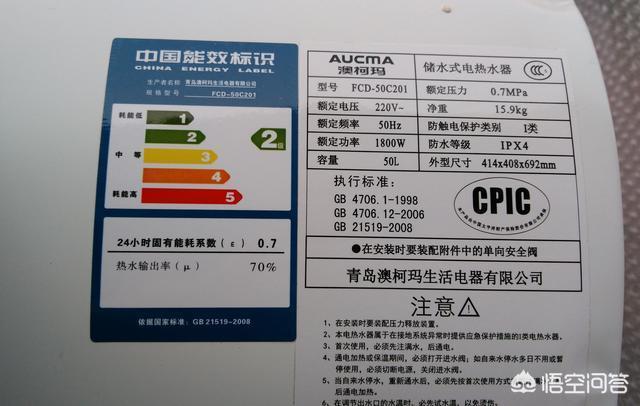 中国能效标识
CHINA ENERGY LABEL
生产者名称 青岛澳柯玛生活电器有限公司
规格型号 FCD-50C201
耗能低
中 等
耗能高
1
2
3
4
5
2级
24小时固有能耗系数(ε) 0.7
热水输出率(μ) 70%
依据国家标准:GB 21519-2008
AUCMA
澳柯玛
储水式电热水器
CCC
型号 FCD-50C201 额定压力 0.7MPa
额定电压 220V~ 净重 15.9kg
额定频率 50Hz 防触电保护类别 I类
额定功率 1800W 防水等级 IPX4
容量 50L 外型尺寸 414x408x692mm
执行标准:
GB 4706.1-1998
GB 4706.12-2006
GB 21519-2008
CPIC
●在安装时要装配附件中的单向安全阀
青岛澳柯玛生活电器有限公司
注意
1、在安装时要装配压力释放装置。
2、本电热水器属于在接地系统异常时提供应急保护措施的I类电热水器。
3、首次使用,必须先注满水,后通电。
4、通电加热或保温期间,必须打开进水阀;如自来水停水多日不用或暂
停使用,必须切断电源,关闭进水阀。
5、当自来水停水,重新通水后,必须先按首次使用方式
后通电加热。
6、在调节出水口的水温时,必须先试水温,以免烫伤。
悟空问答